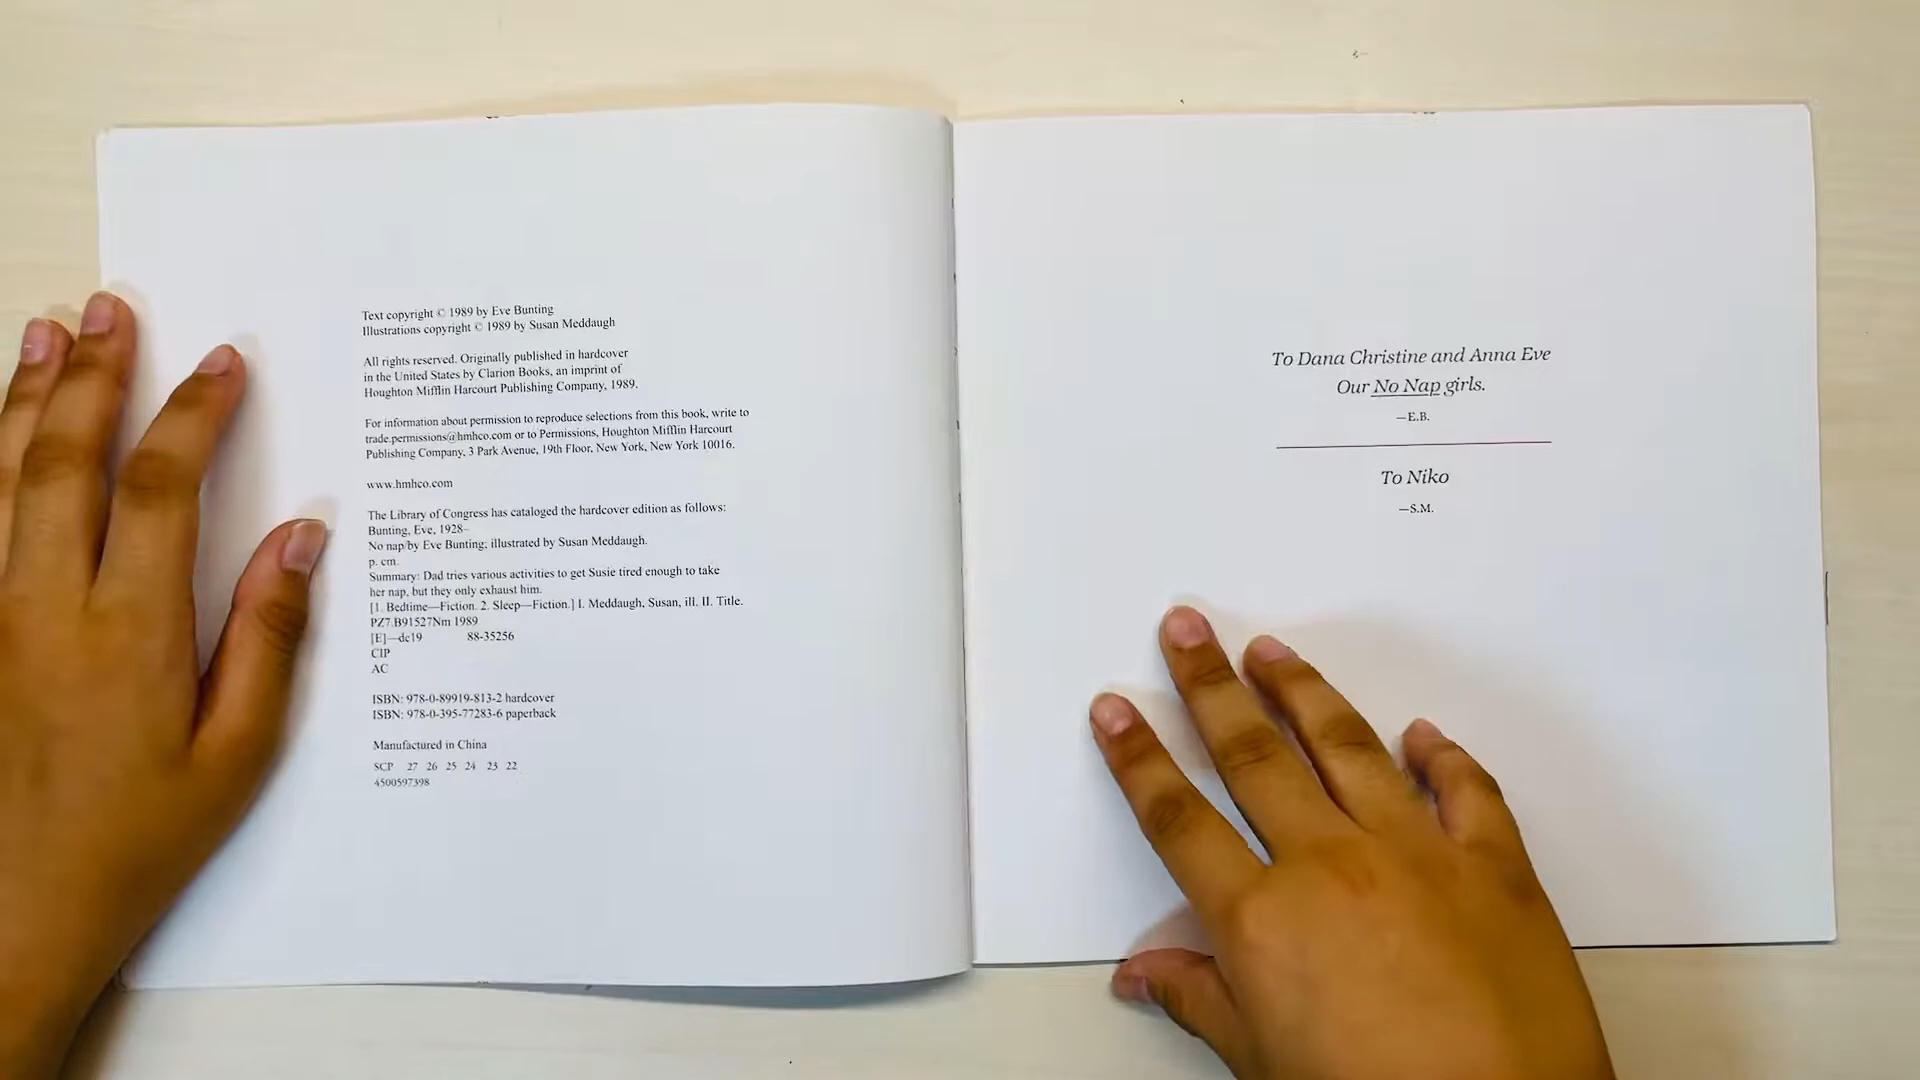 Text copyright © 1989 by Eve Bunting
Illustrations copyright © 1989 by Susan Meddaugh
All rights reserved. Originally published in hardcover
in the United States by Clarion Books, an imprint of
Houghton Mifflin Harcourt Publishing Company, 1989.
For information about permission to reproduce selections from this book, write to
trade.permissions@hmhco.com or to Permissions, Houghton Mifflin Harcourt
Publishing Company, 3 Park Avenue, 19th Floor, New York, New York 10016.
www.hmhco.com
The Library of Congress has cataloged the hardcover edition as follows:
Bunting, Eve, 1928–
No nap/by Eve Bunting; illustrated by Susan Meddaugh.
p. cm.
Summary: Dad tries various activities to get Susie tired enough to take
her nap, but they only exhaust him.
[1. Bedtime—Fiction. 2. Sleep—Fiction.] I. Meddaugh, Susan, ill. II. Title.
PZ7.B91527Nm 1989
[E]—dc19 88-35256
CIP
AC
ISBN: 978-0-89919-813-2 hardcover
ISBN: 978-0-395-77283-6 paperback
Manufactured in China
SCP 27 26 25 24 23 22
4500597398
To Dana Christine and Anna Eve
Our No Nap girls.
—E.B.
To Niko
—S.M.